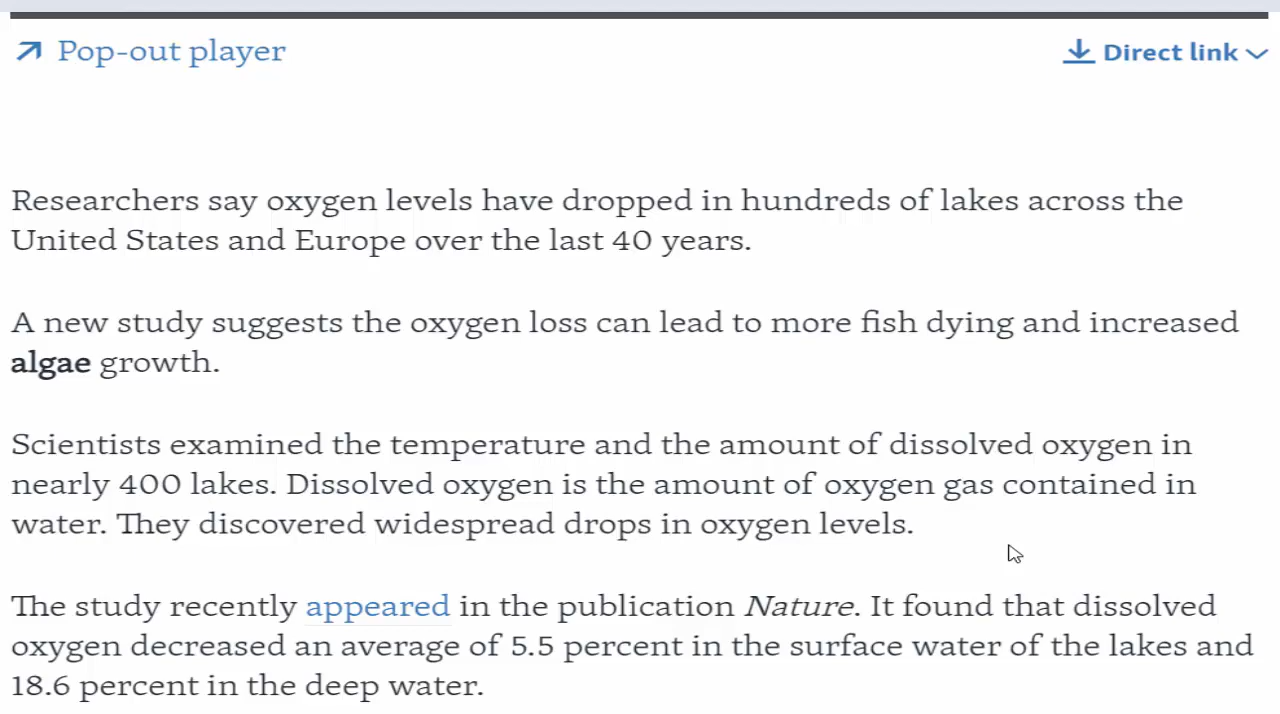 Pop-out player
Direct link
Researchers say oxygen levels have dropped in hundreds of lakes across the
United States and Europe over the last 40 years.
A new study suggests the oxygen loss can lead to more fish dying and increased
algae growth.
Scientists examined the temperature and the amount of dissolved oxygen in
nearly 400 lakes. Dissolved oxygen is the amount of oxygen gas contained in
water. They discovered widespread drops in oxygen levels.
The study recently appeared in the publication Nature. It found that dissolved
oxygen decreased an average of 5.5 percent in the surface water of the lakes and
18.6 percent in the deep water.